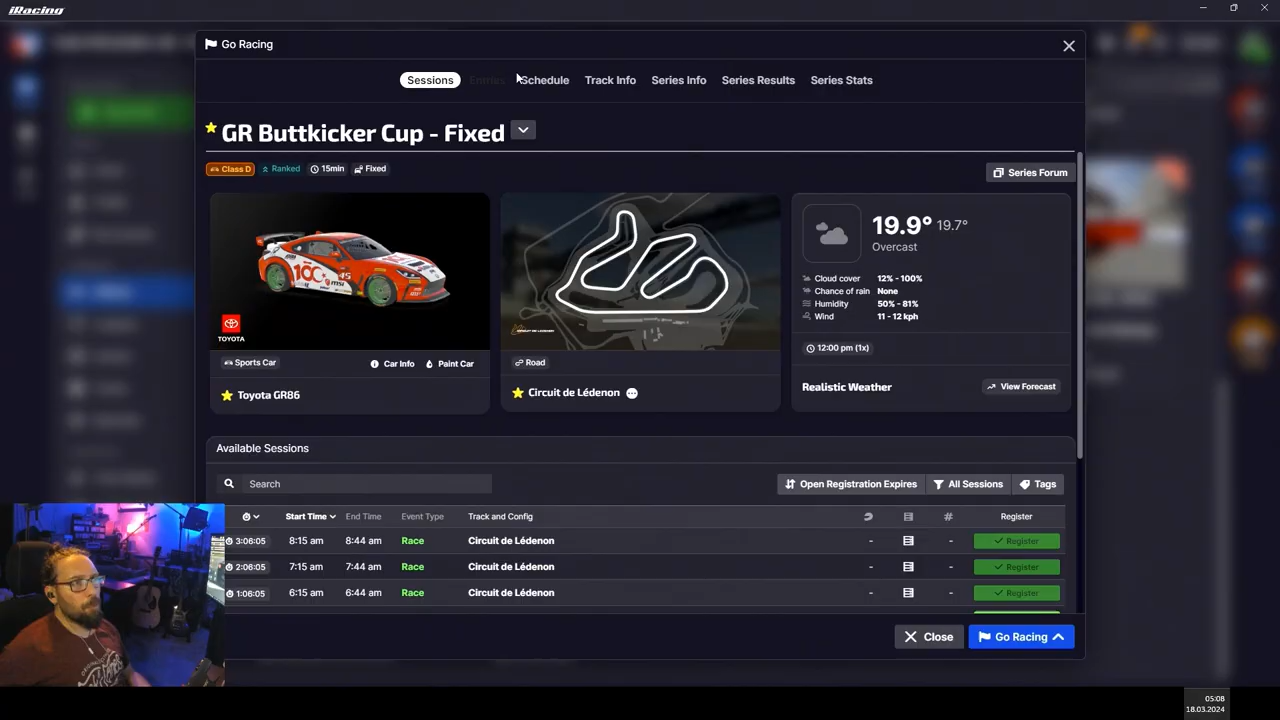 iRacing
Go Racing
Sessions Entries Schedule Track Info Series Info Series Results Series Stats
GR Buttkicker Cup - Fixed
Class D Ranked 15min Fixed
Series Forum
19.9° 19.7°
Overcast
Cloud cover 12% - 100%
Chance of rain None
Humidity 50% - 81%
Wind 11 - 12 kph
TOYOTA
12:00 pm (1x)
Sports Car Car Info Paint Car
Road
Realistic Weather View Forecast
Toyota GR86
Circuit de Lédenon
Available Sessions
Search
Open Registration Expires All Sessions Tags
Start Time End Time Event Type Track and Config # Register
3:06:05 8:15 am 8:44 am Race Circuit de Lédenon - - Register
2:06:05 7:15 am 7:44 am Race Circuit de Lédenon - - Register
1:06:05 6:15 am 6:44 am Race Circuit de Lédenon - - Register
Close Go Racing
05:08
18.03.2024